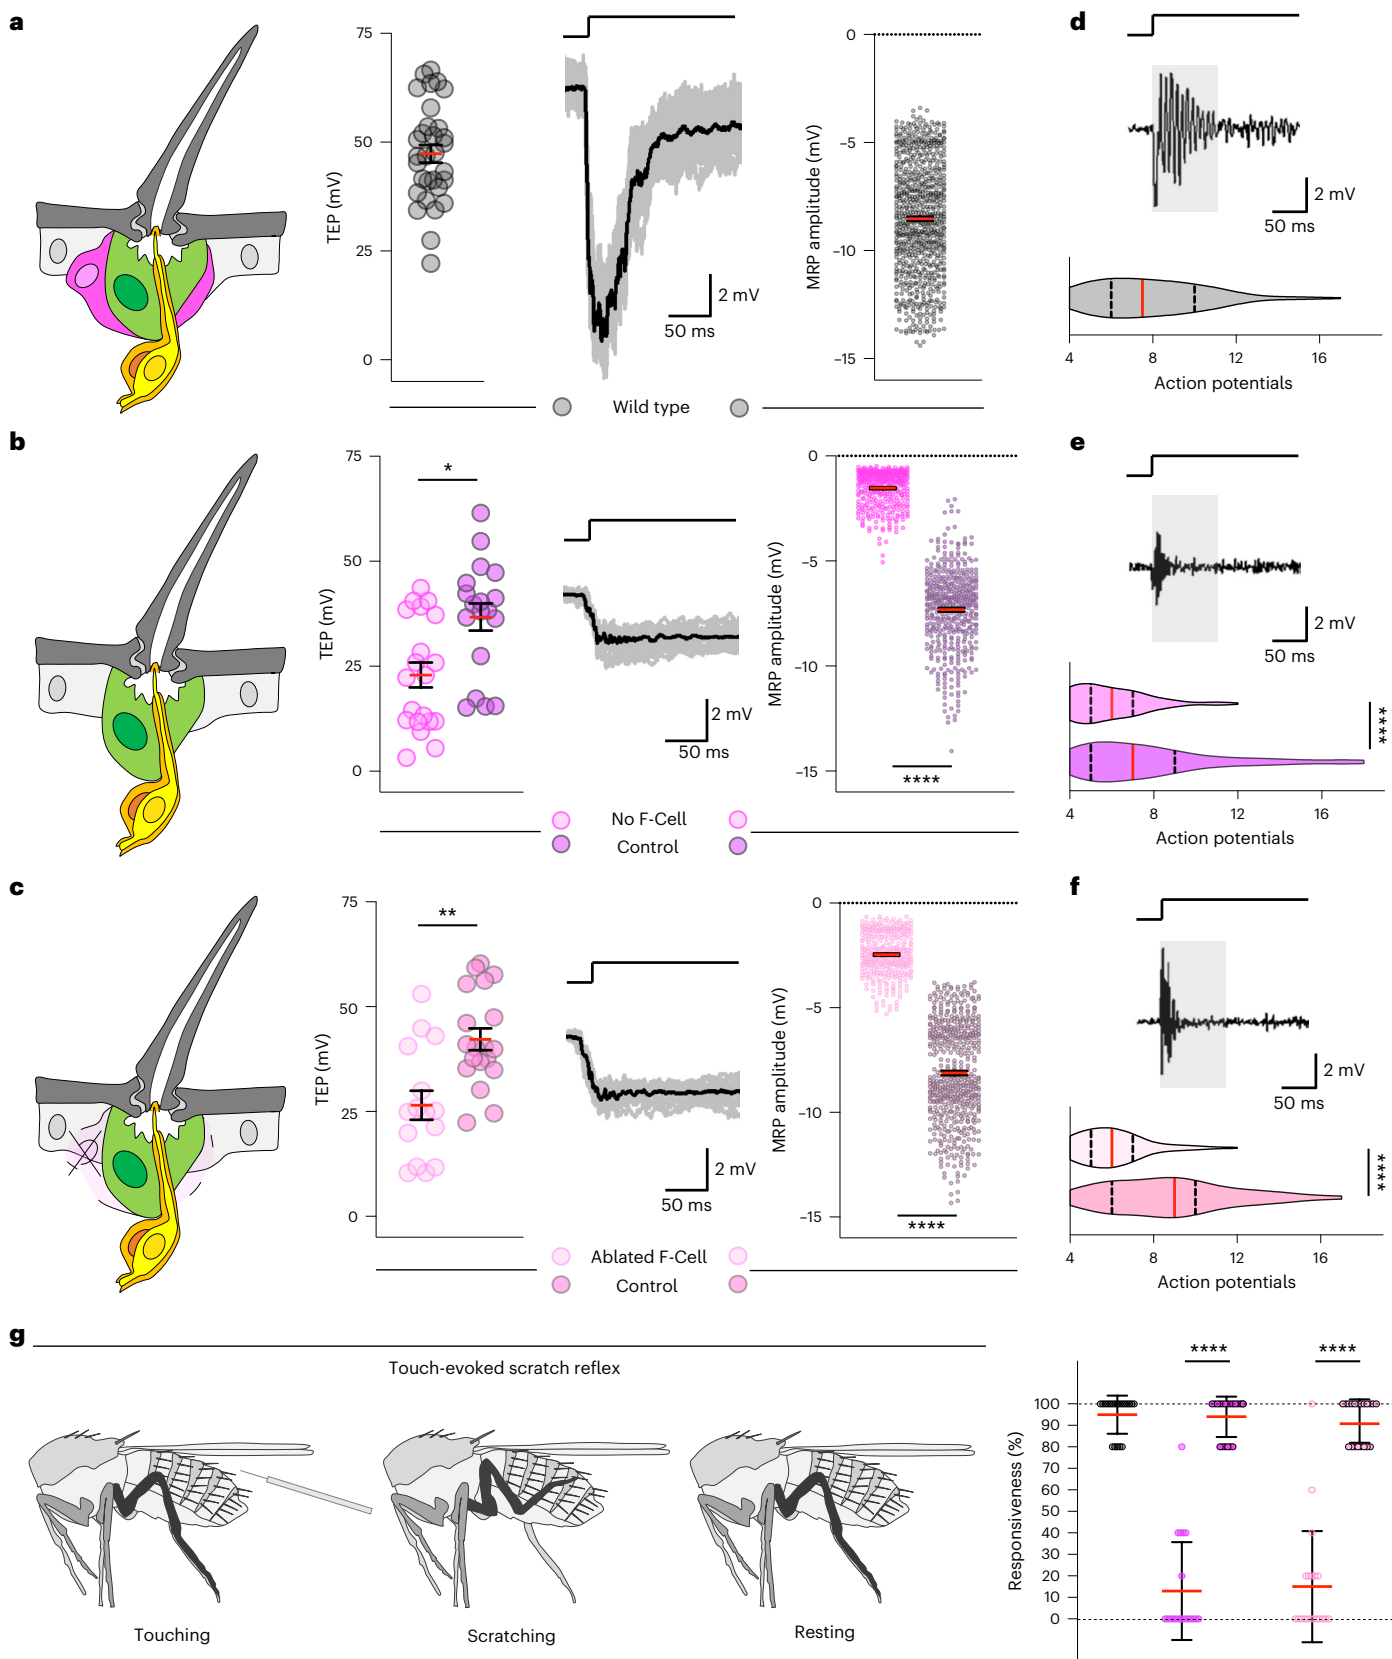 a
75
50
25
0
TEP (mV)
2 mV
50 ms
0
−5
−10
−15
MRP amplitude (mV)
Wild type
d
2 mV
50 ms
4 8 12 16
Action potentials
b
75
50
25
0
TEP (mV)
*
2 mV
50 ms
0
−5
−10
−15
MRP amplitude (mV)
****
No F-Cell
Control
e
2 mV
50 ms
****
4 8 12 16
Action potentials
c
75
50
25
0
TEP (mV)
**
2 mV
50 ms
0
−5
−10
−15
MRP amplitude (mV)
****
Ablated F-Cell
Control
f
2 mV
50 ms
****
4 8 12 16
Action potentials
g
Touch-evoked scratch reflex
Touching
Scratching
Resting
**** ****
100
90
80
70
60
50
40
30
20
10
0
Responsiveness (%)